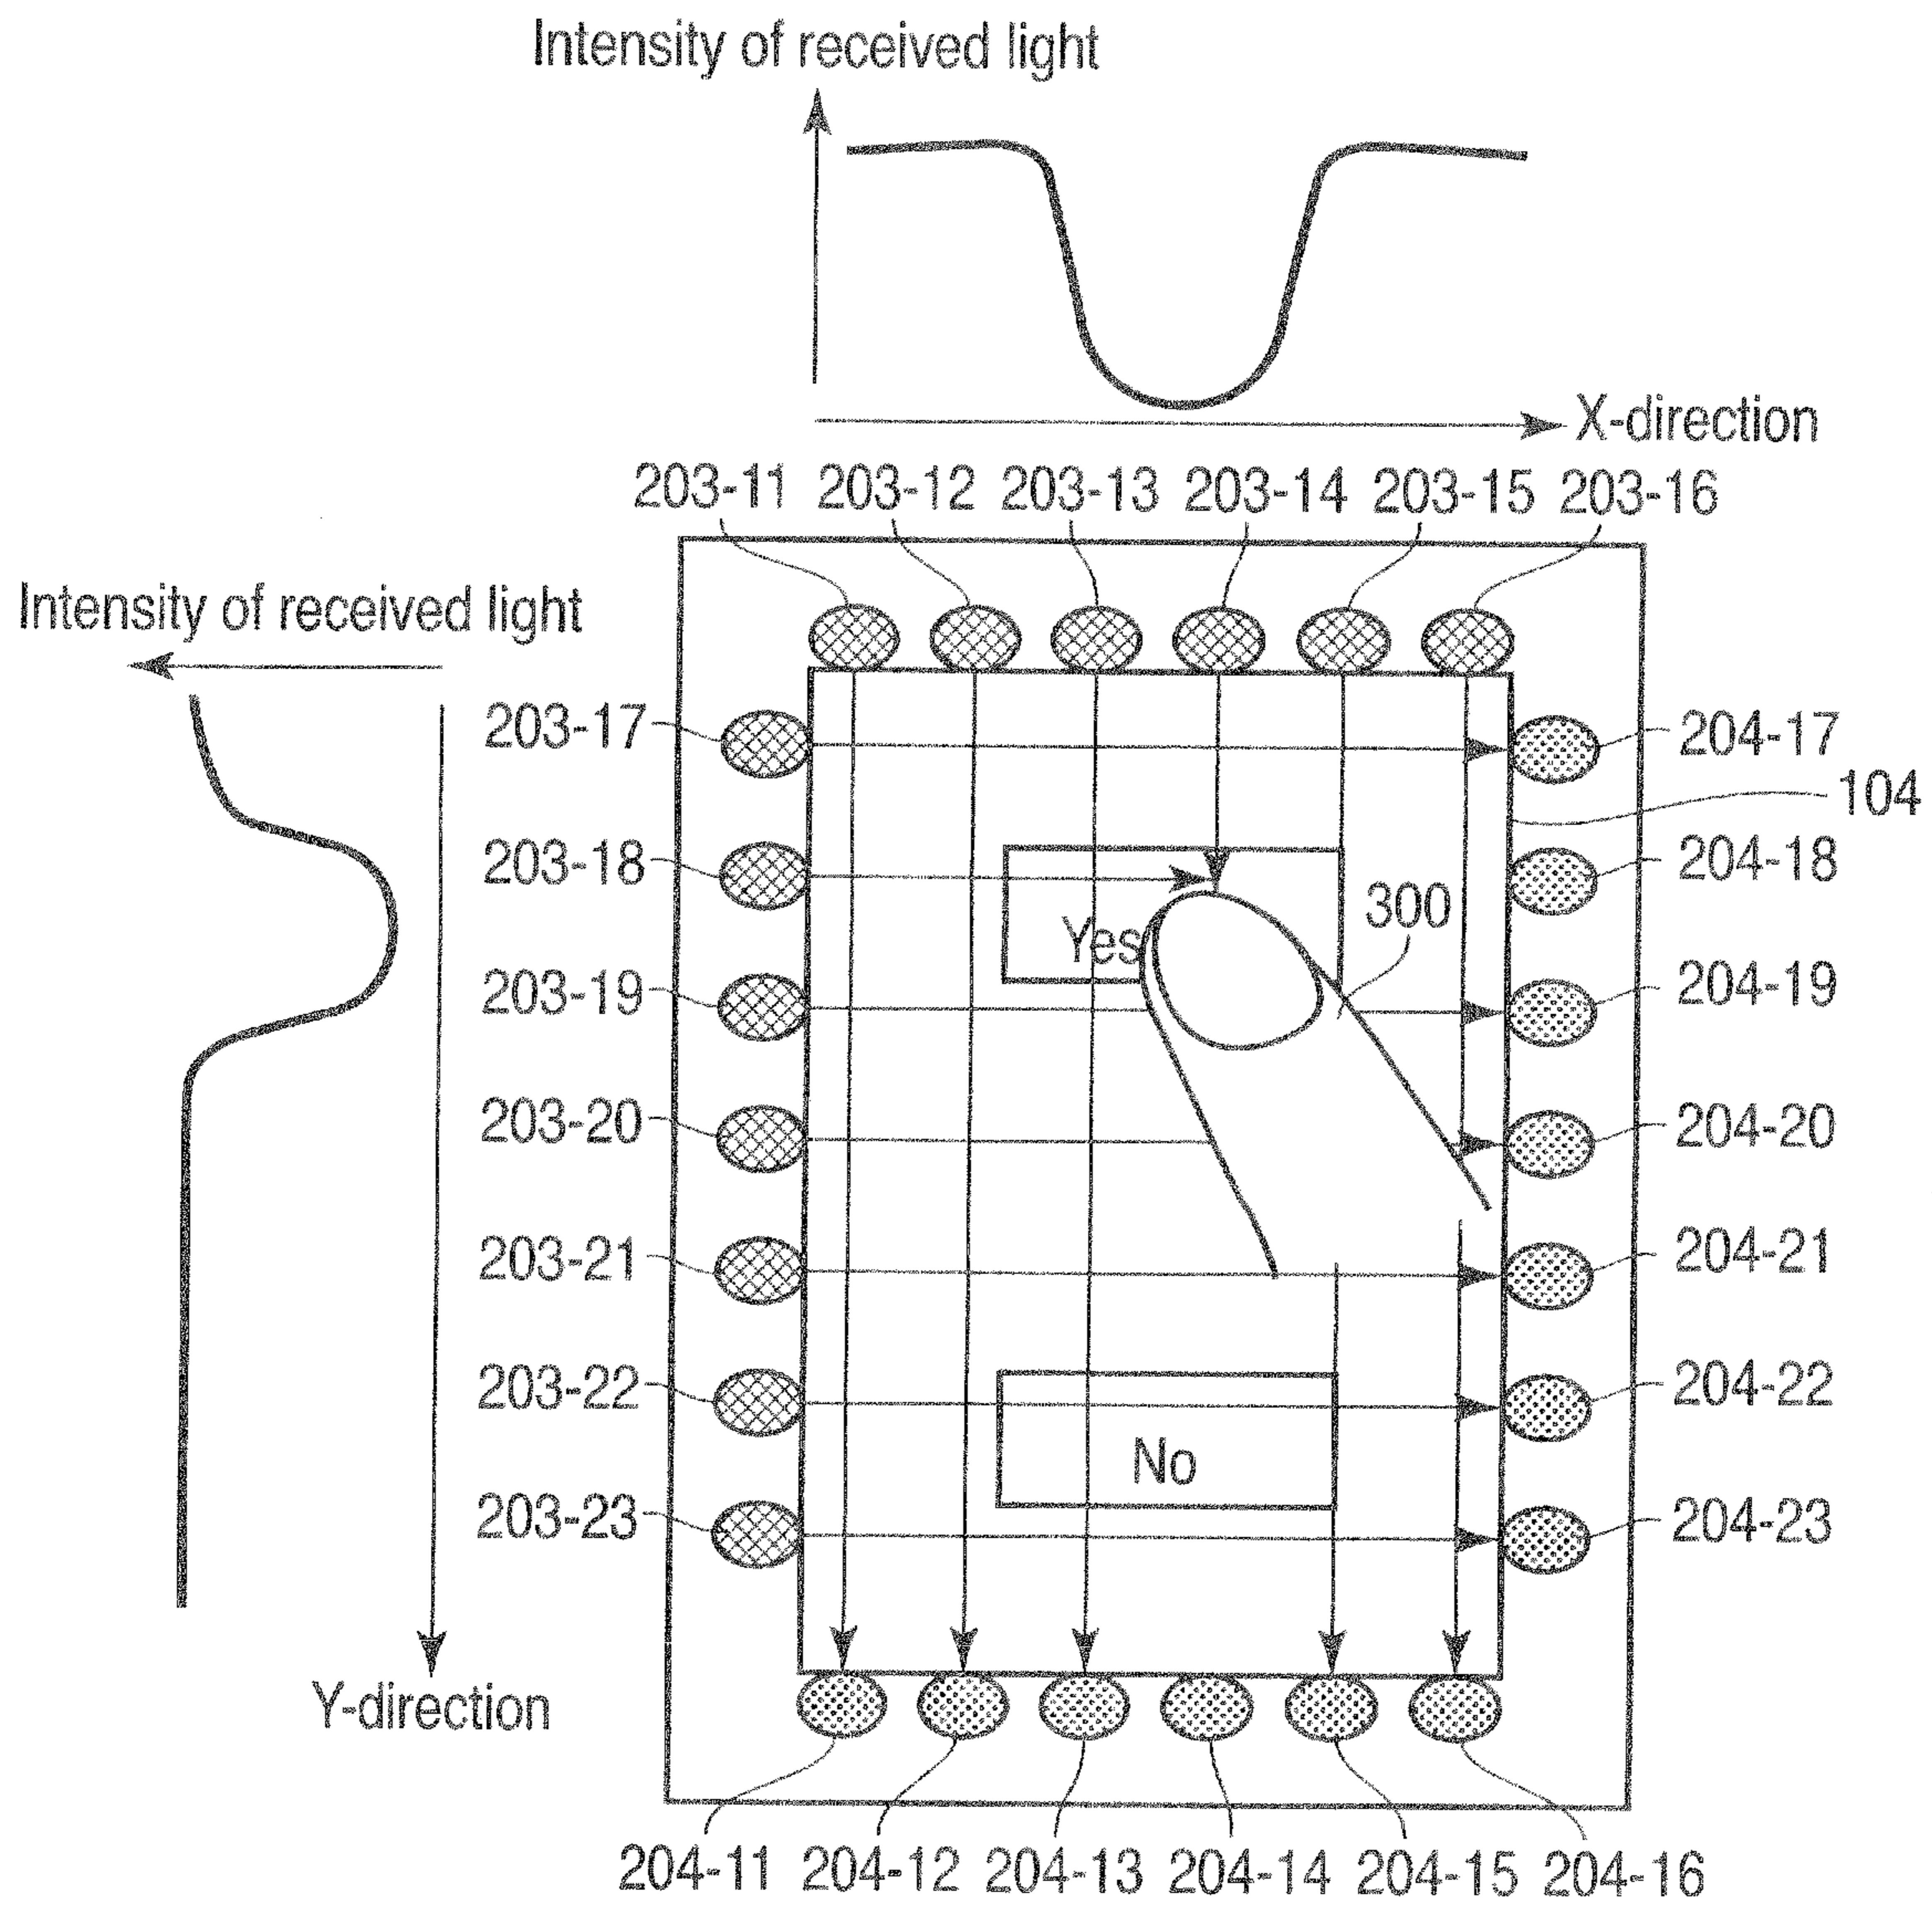 Intensity of received light
X-direction
203-11 203-12 203-13 203-14 203-15 203-16
Intensity of received light
203-17
204-17
104
203-18
204-18
300
Yes
203-19
204-19
203-20
204-20
203-21
204-21
203-22
204-22
No
203-23
204-23
Y-direction
204-11 204-12 204-13 204-14 204-15 204-16